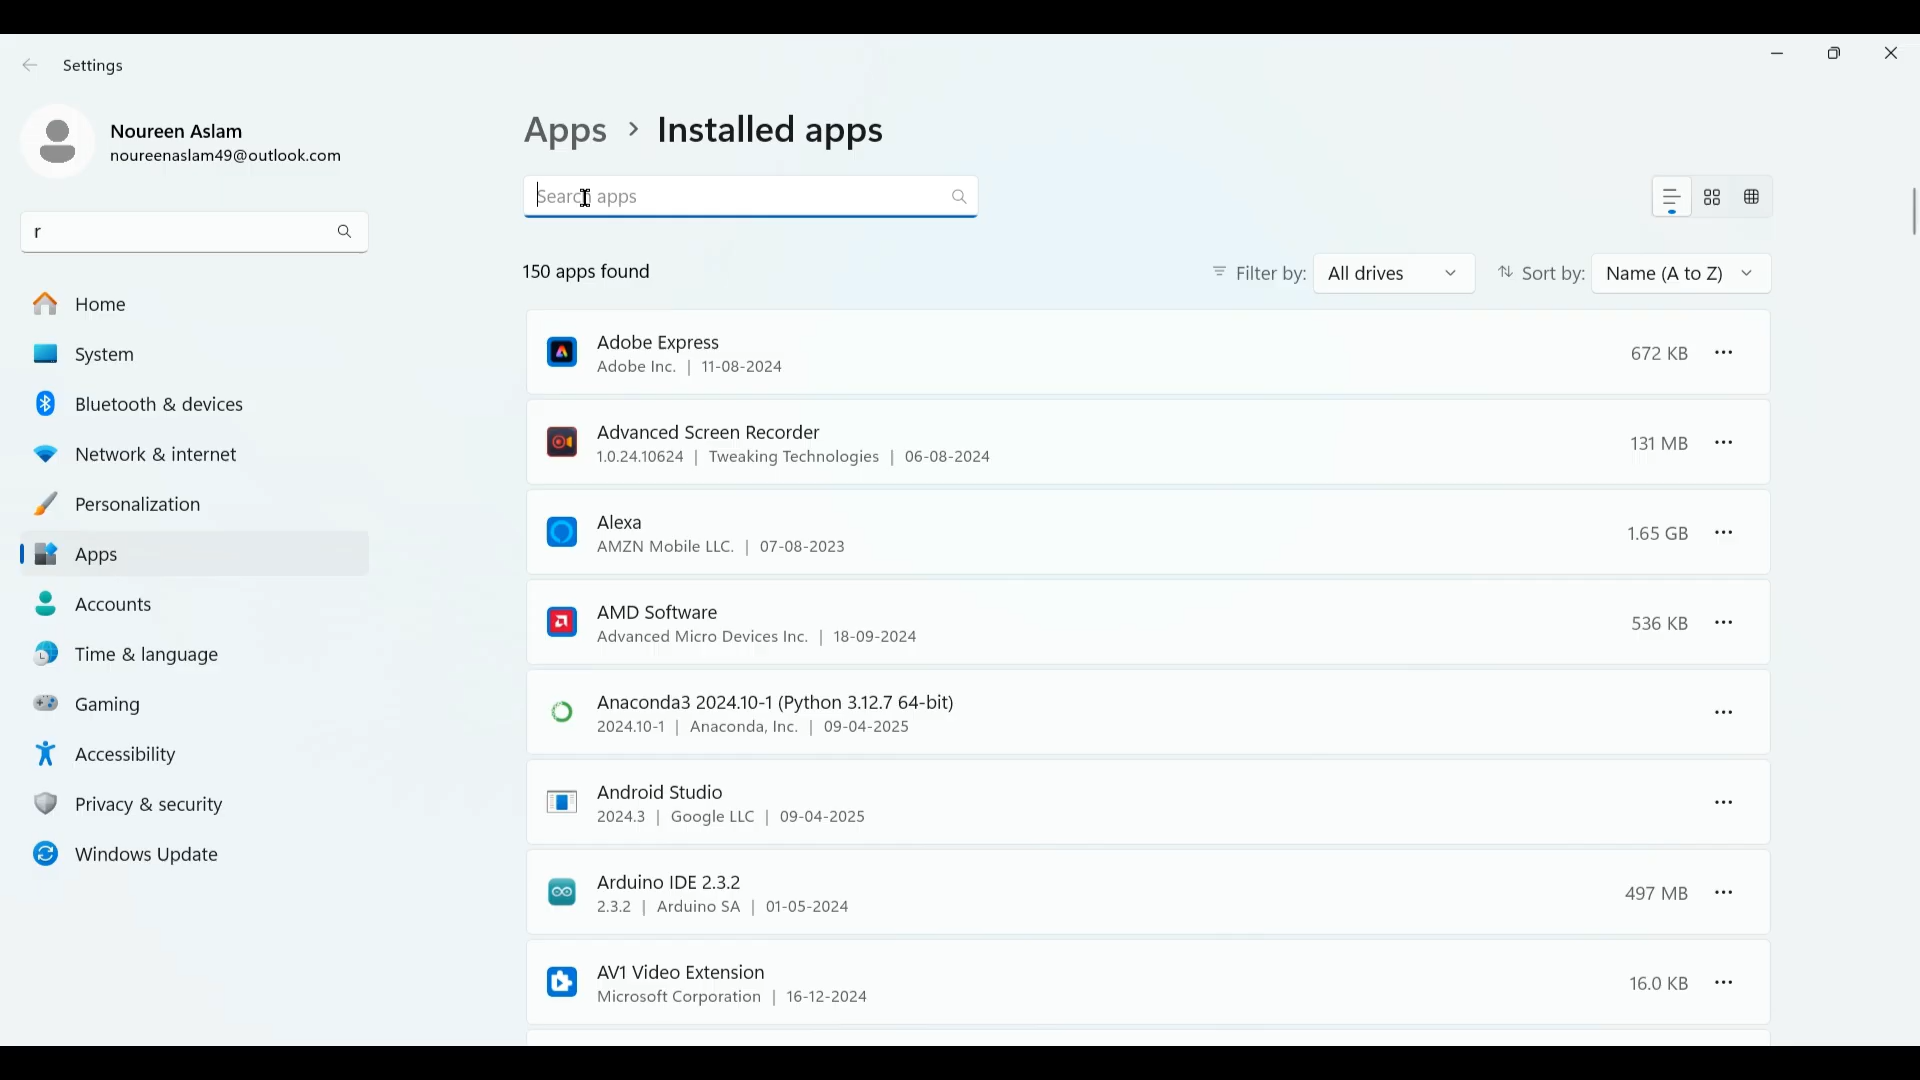 Settings
Noureen Aslam
noureenaslam49@outlook.com
r
Home
System
Bluetooth & devices
Network & internet
Personalization
Apps
Accounts
Time & language
Gaming
Accessibility
Privacy & security
Windows Update
Apps > Installed apps
Search apps
150 apps found
Filter by: All drives
Sort by: Name (A to Z)
Adobe Express
Adobe Inc. | 11-08-2024
672 KB
Advanced Screen Recorder
1.0.24.10624 | Tweaking Technologies | 06-08-2024
131 MB
Alexa
AMZN Mobile LLC. | 07-08-2023
1.65 GB
AMD Software
Advanced Micro Devices Inc. | 18-09-2024
536 KB
Anaconda3 2024.10-1 (Python 3.12.7 64-bit)
2024.10-1 | Anaconda, Inc. | 09-04-2025
Android Studio
2024.3 | Google LLC | 09-04-2025
Arduino IDE 2.3.2
2.3.2 | Arduino SA | 01-05-2024
497 MB
AV1 Video Extension
Microsoft Corporation | 16-12-2024
16.0 KB